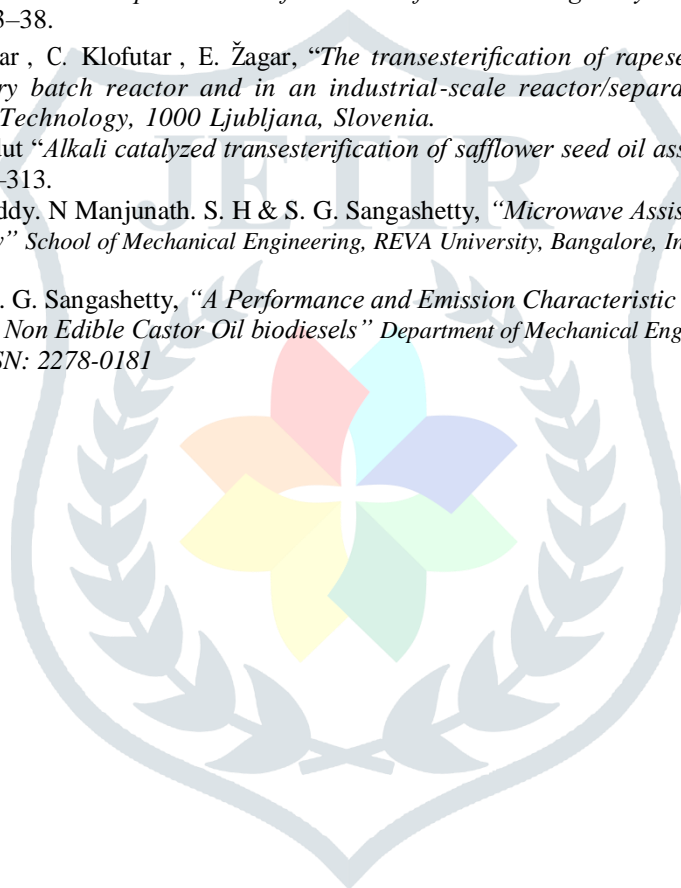 3–38.
ar , C. Klofutar , E. Žagar, “The transesterification of rapese
ry batch reactor and in an industrial-scale reactor/separa
Technology, 1000 Ljubljana, Slovenia.
dut “Alkali catalyzed transesterification of safflower seed oil ass
–313.
ddy. N Manjunath. S. H & S. G. Sangashetty, “Microwave Assis
y” School of Mechanical Engineering, REVA University, Bangalore, In
. G. Sangashetty, “A Performance and Emission Characteristic
Non Edible Castor Oil biodiesels” Department of Mechanical Eng
SN: 2278-0181
JETIR